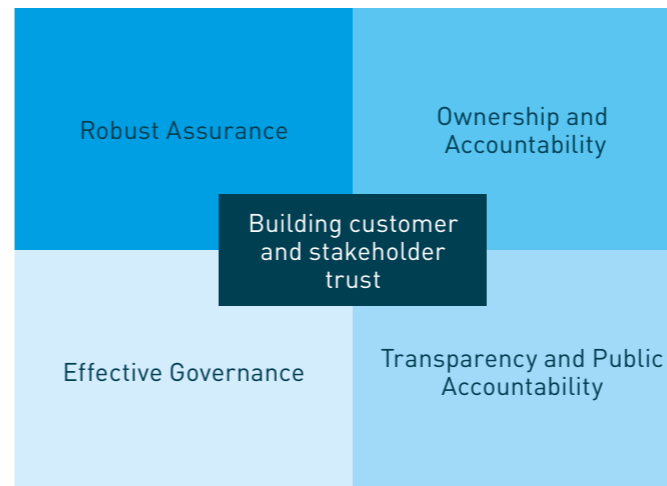 Robust Assurance
Ownership and
Accountability
Building customer
and stakeholder
trust
Effective Governance
Transparency and Public
Accountability